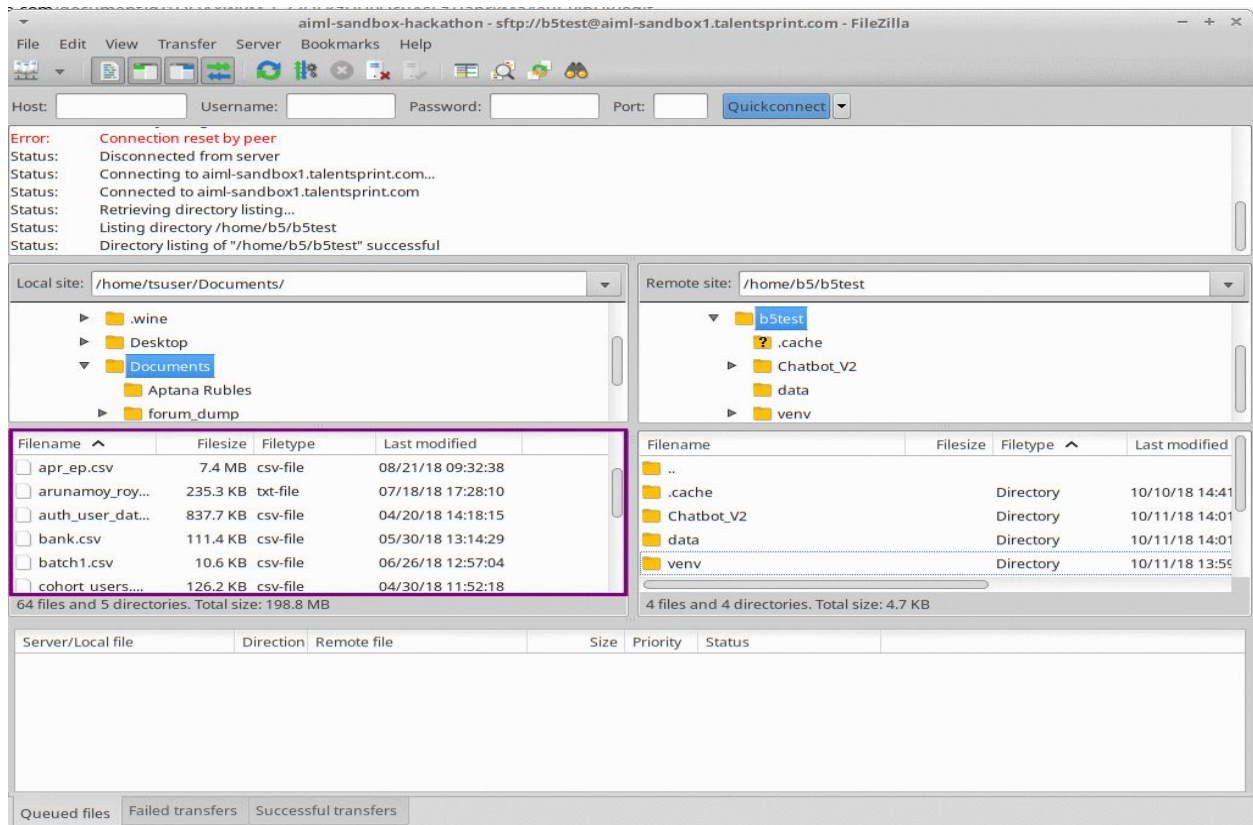 aiml-sandbox-hackathon - sftp://b5test@aiml-sandbox1.talentsprint.com - FileZilla
File Edit View Transfer Server Bookmarks Help
Host: Username: Password: Port: Quickconnect
Error: Connection reset by peer
Status: Disconnected from server
Status: Connecting to aiml-sandbox1.talentsprint.com...
Status: Connected to aiml-sandbox1.talentsprint.com
Status: Retrieving directory listing...
Status: Listing directory /home/b5/b5test
Status: Directory listing of "/home/b5/b5test" successful
Local site: /home/tsuser/Documents/
.wine
Desktop
Documents
Aptana Rubles
forum_dump
Remote site: /home/b5/b5test
b5test
.cache
Chatbot_V2
data
venv
Filename Filesize Filetype Last modified
apr_ep.csv 7.4 MB csv-file 08/21/18 09:32:38
arunamoy_roy... 235.3 KB txt-file 07/18/18 17:28:10
auth_user_dat... 837.7 KB csv-file 04/20/18 14:18:15
bank.csv 111.4 KB csv-file 05/30/18 13:14:29
batch1.csv 10.6 KB csv-file 06/26/18 12:57:04
cohort_users.... 126.2 KB csv-file 04/30/18 11:52:18
64 files and 5 directories. Total size: 198.8 MB
Filename Filesize Filetype Last modified
..
.cache Directory 10/10/18 14:41
Chatbot_V2 Directory 10/11/18 14:01
data Directory 10/11/18 14:01
venv Directory 10/11/18 13:59
4 files and 4 directories. Total size: 4.7 KB
Server/Local file Direction Remote file Size Priority Status
Queued files Failed transfers Successful transfers